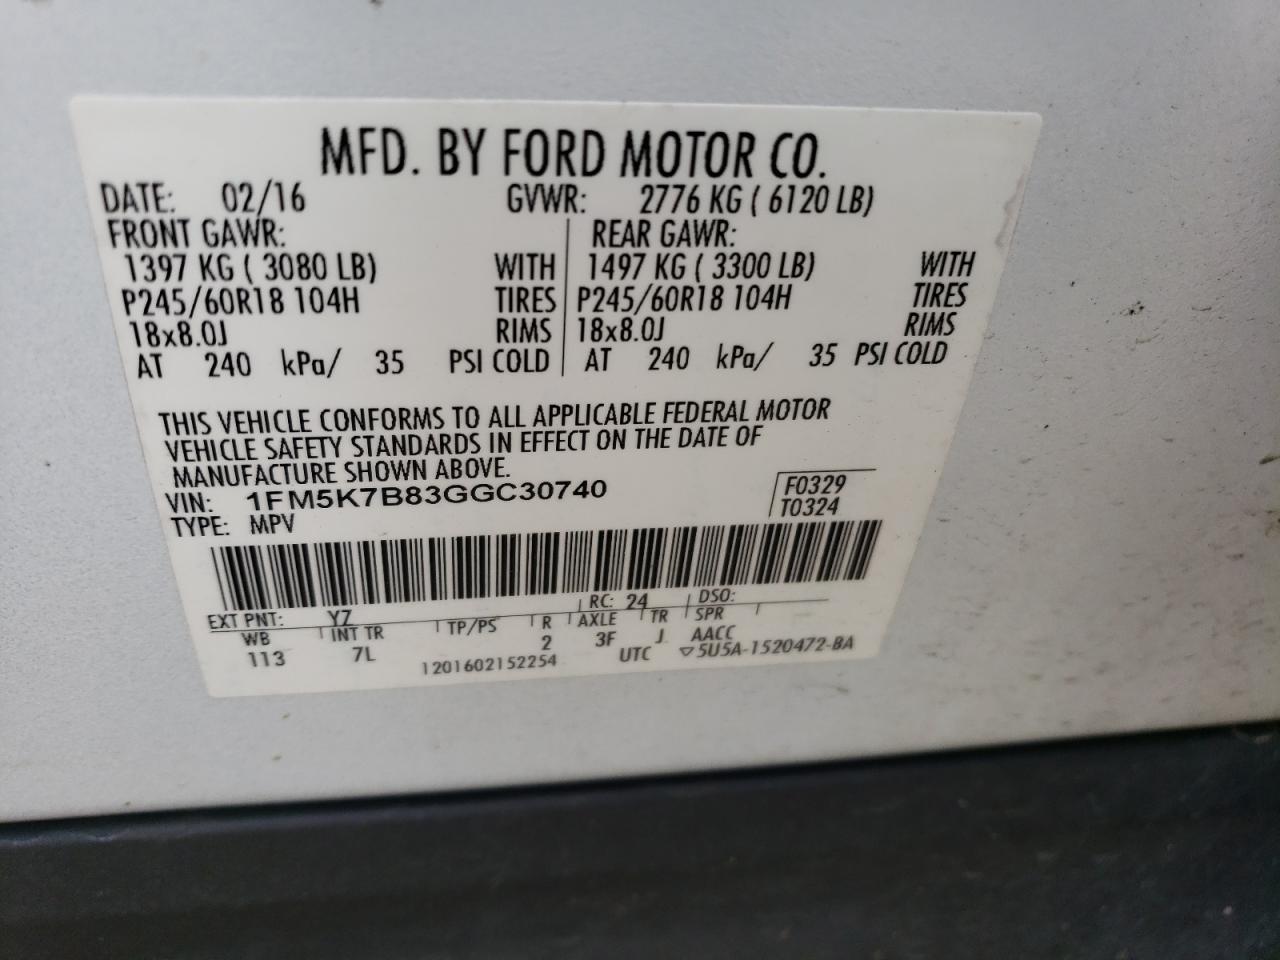 MFD. BY FORD MOTOR CO.
DATE: 02/16 GVWR: 2776 KG ( 6120 LB)
FRONT GAWR: REAR GAWR:
1397 KG ( 3080 LB) WITH 1497 KG ( 3300 LB) WITH
P245/60R18 104H TIRES P245/60R18 104H TIRES
18x8.0J RIMS 18x8.0J RIMS
AT 240 kPa/ 35 PSI COLD AT 240 kPa/ 35 PSI COLD
THIS VEHICLE CONFORMS TO ALL APPLICABLE FEDERAL MOTOR
VEHICLE SAFETY STANDARDS IN EFFECT ON THE DATE OF
MANUFACTURE SHOWN ABOVE.
VIN: 1FM5K7B83GGC30740 F0329
TYPE: MPV T0324
EXT PNT: YZ RC: 24 DSO:
WB INT TR TP/PS R AXLE TR SPR
113 7L 2 3F J AACC
1201602152254 UTC ▽5U5A-1520472-BA